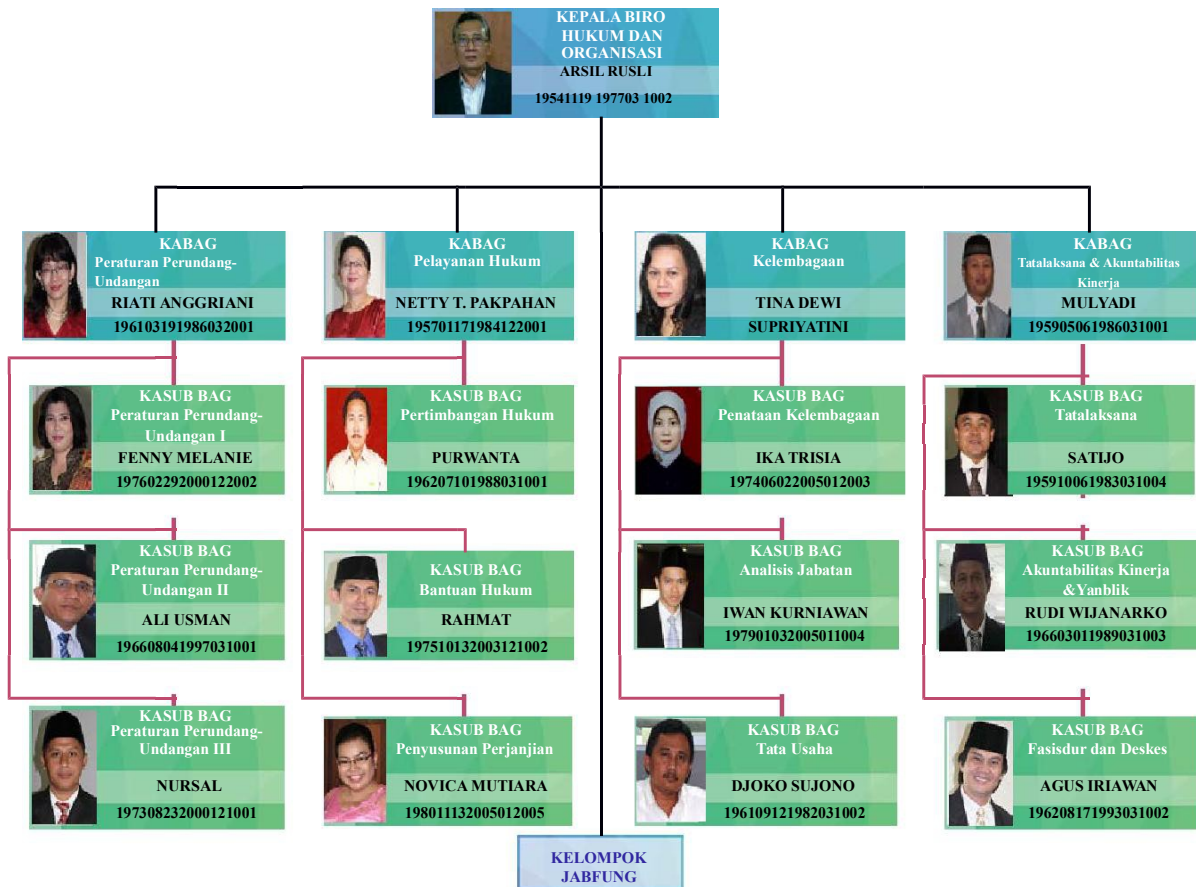 KEPALA BIRO
HUKUM DAN
ORGANISASI
ARSIL RUSLI
19541119 197703 1002
KABAG
Peraturan Perundang-
Undangan
RIATI ANGGRIANI
196103191986032001
KABAG
Pelayanan Hukum
NETTY T. PAKPAHAN
195701171984122001
KABAG
Kelembagaan
TINA DEWI
SUPRIYATINI
KABAG
Tatalaksana & Akuntabilitas
Kinerja
MULYADI
195905061986031001
KASUB BAG
Peraturan Perundang-
Undangan I
FENNY MELANIE
197602292000122002
KASUB BAG
Pertimbangan Hukum
PURWANTA
196207101988031001
KASUB BAG
Penataan Kelembagaan
IKA TRISIA
197406022005012003
KASUB BAG
Tatalaksana
SATIJO
195910061983031004
KASUB BAG
Peraturan Perundang-
Undangan II
ALI USMAN
196608041997031001
KASUB BAG
Bantuan Hukum
RAHMAT
197510132003121002
KASUB BAG
Analisis Jabatan
IWAN KURNIAWAN
197901032005011004
KASUB BAG
Akuntabilitas Kinerja
&Yanblik
RUDI WIJANARKO
196603011989031003
KASUB BAG
Peraturan Perundang-
Undangan III
NURSAL
197308232000121001
KASUB BAG
Penyusunan Perjanjian
NOVICA MUTIARA
198011132005012005
KASUB BAG
Tata Usaha
DJOKO SUJONO
196109121982031002
KASUB BAG
Fasisdur dan Deskes
AGUS IRIAWAN
196208171993031002
KELOMPOK
JABFUNG